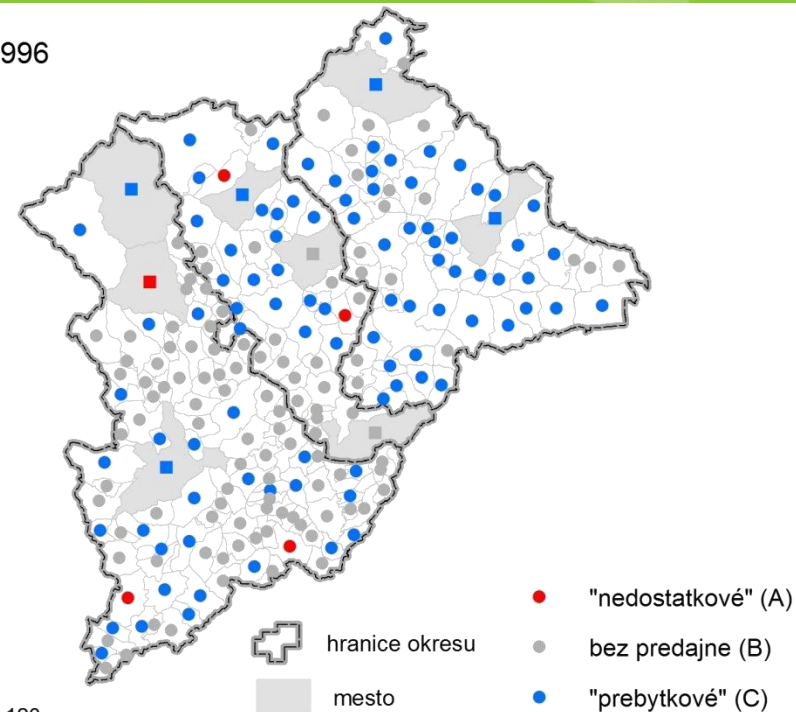 996
"nedostatkové" (A)
hranice okresu
bez predajne (B)
mesto
"prebytkové" (C)